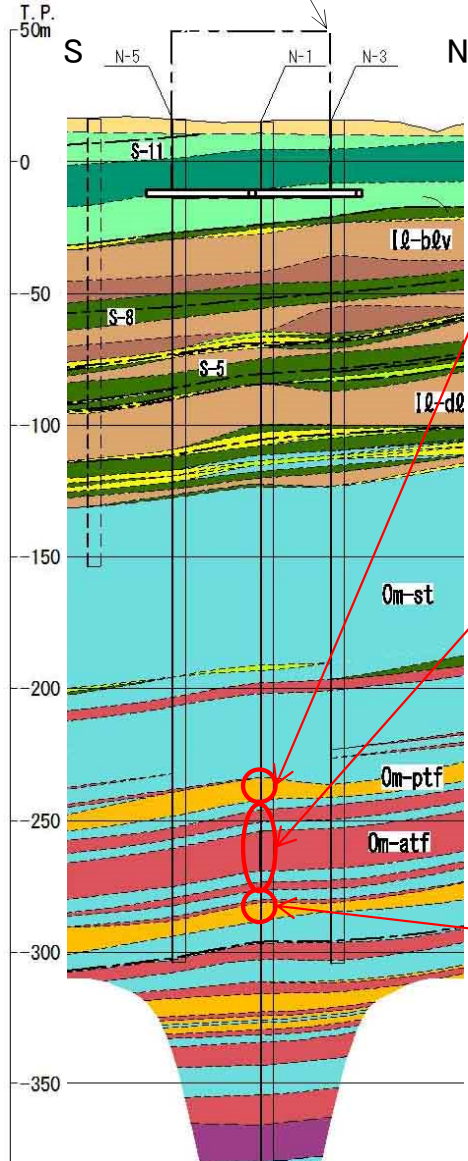 T.P.
50m
S
N
N-5
N-1
N-3
0
S-11
Iℓ-bℓv
-50
S-8
S-5
Iℓ-dℓ
-100
-150
Om-st
-200
Om-ptf
-250
Om-atf
-300
-350